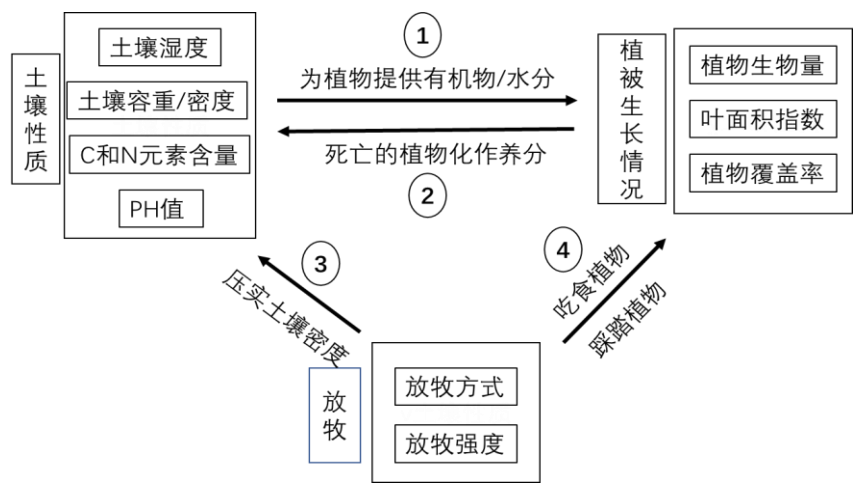 土壤性质
土壤湿度
土壤容重/密度
C和N元素含量
PH值
1
为植物提供有机物/水分
死亡的植物化作养分
2
植被生长情况
植物生物量
叶面积指数
植物覆盖率
3
压实土壤密度
4
吃食植物
踩踏植物
放牧
放牧方式
放牧强度